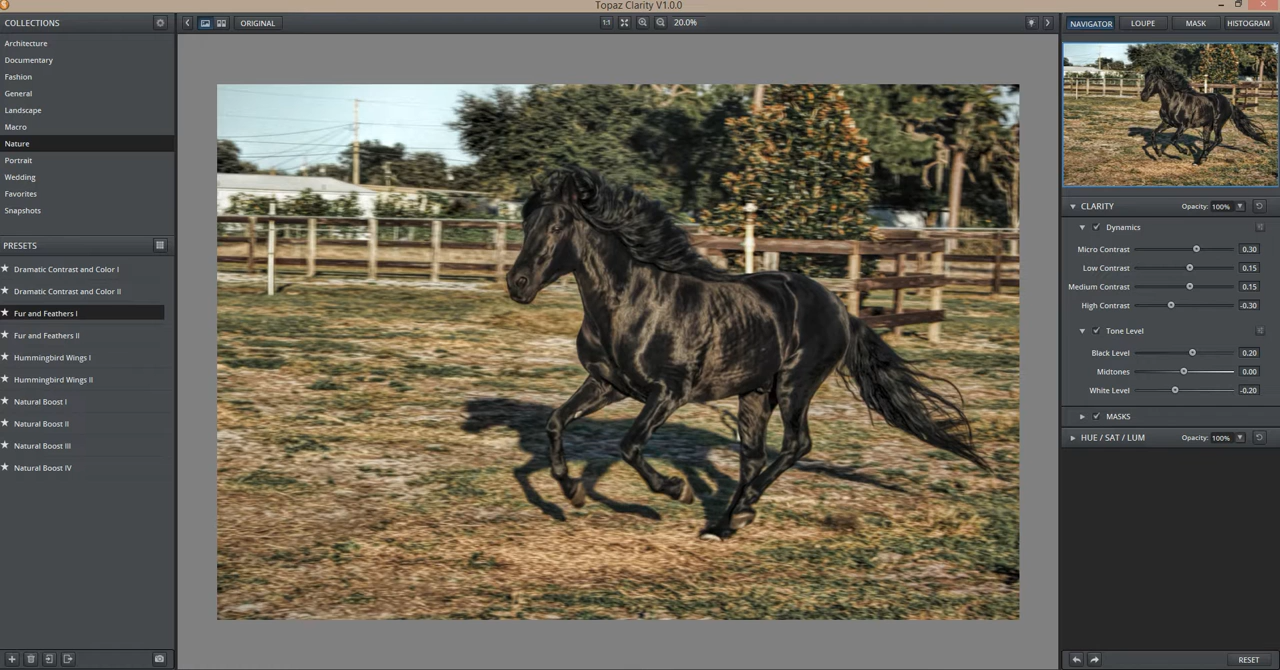 Topaz Clarity V1.0.0
COLLECTIONS
ORIGINAL
1:1
20.0%
NAVIGATOR
LOUPE
MASK
HISTOGRAM
Architecture
Documentary
Fashion
General
Landscape
Macro
Nature
Portrait
Wedding
Favorites
Snapshots
PRESETS
Dramatic Contrast and Color I
Dramatic Contrast and Color II
Fur and Feathers I
Fur and Feathers II
Hummingbird Wings I
Hummingbird Wings II
Natural Boost I
Natural Boost II
Natural Boost III
Natural Boost IV
CLARITY Opacity: 100%
Dynamics
Micro Contrast 0.30
Low Contrast 0.15
Medium Contrast 0.15
High Contrast -0.30
Tone Level
Black Level 0.20
Midtones 0.00
White Level -0.20
MASKS
HUE / SAT / LUM Opacity: 100%
RESET